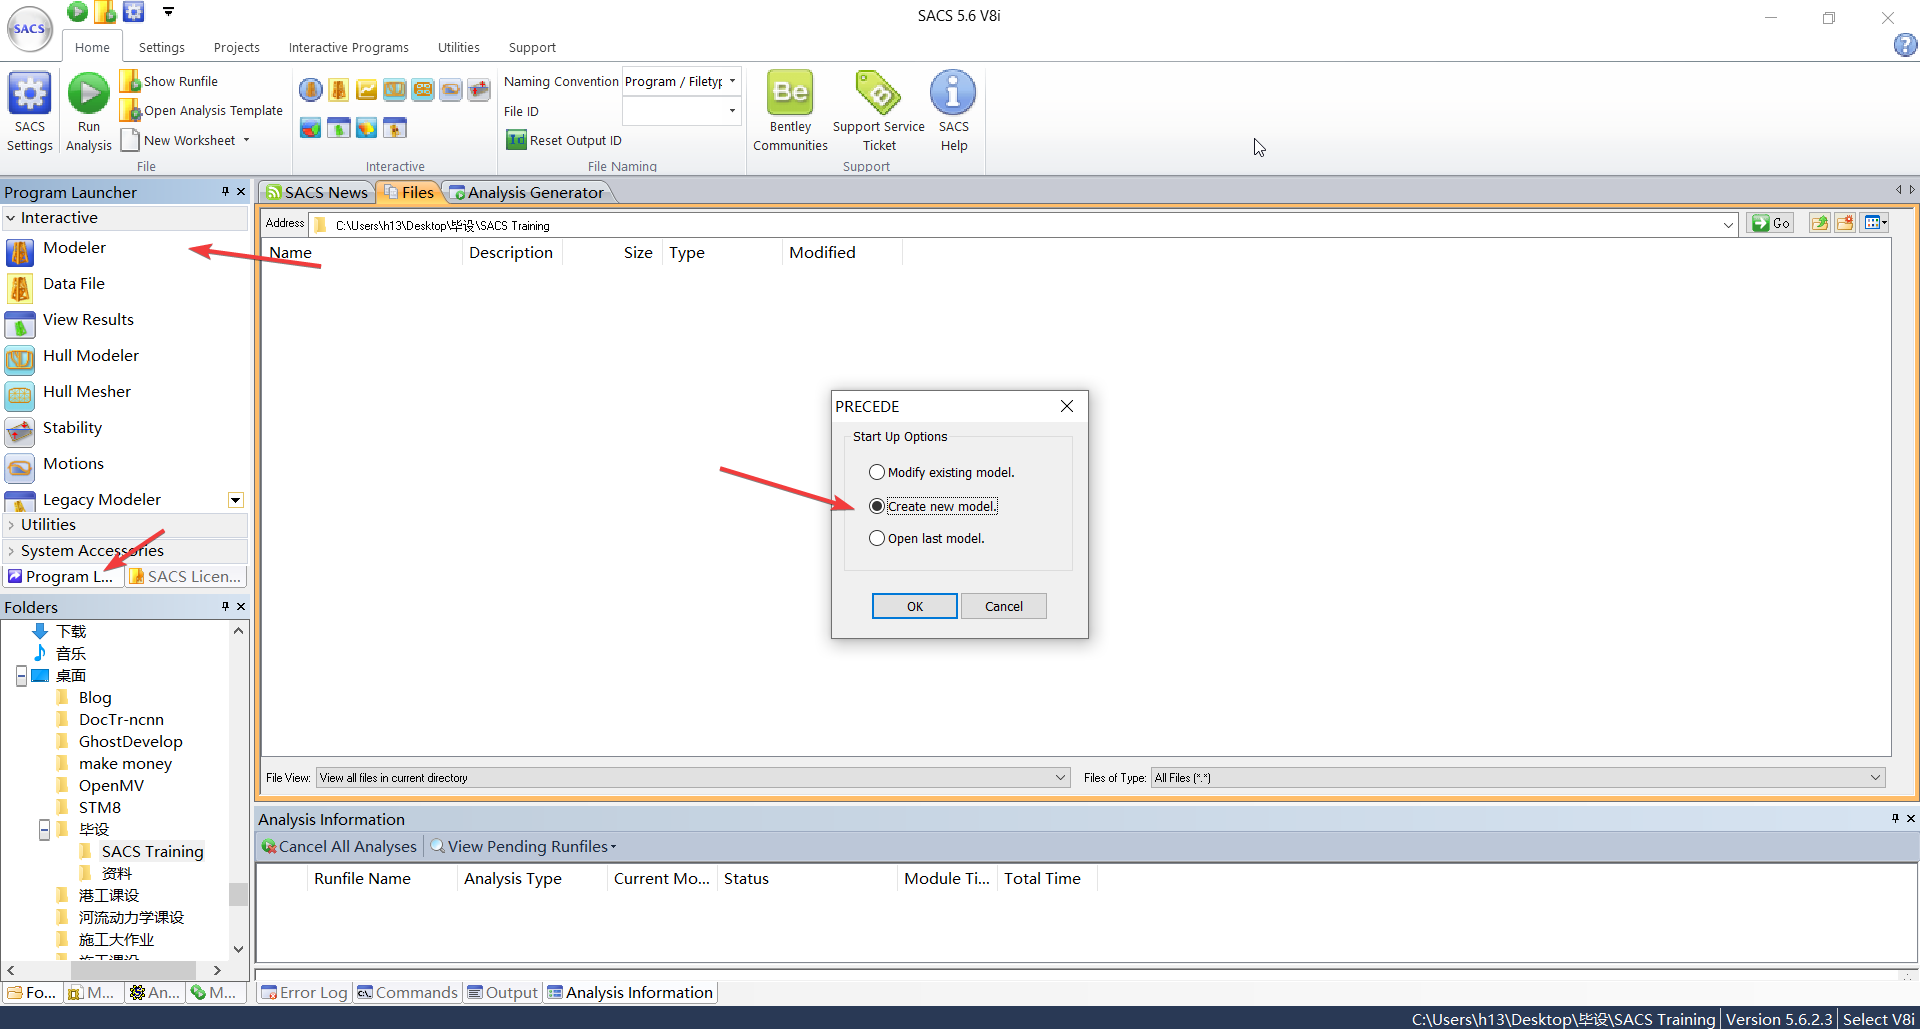 SACS 5.6 V8i
SACS
Home
Settings
Projects
Interactive Programs
Utilities
Support
SACS
Settings
Run
Analysis
Show Runfile
Open Analysis Template
New Worksheet
File
Interactive
Naming Convention
Program / Filetyp
File ID
Id
Reset Output ID
File Naming
Be
Bentley
Communities
Support Service
Ticket
SACS
Help
Support
Program Launcher
Interactive
Modeler
Data File
View Results
Hull Modeler
Hull Mesher
Stability
Motions
Legacy Modeler
Utilities
System Accessories
Program L...
SACS Licen...
SACS News
Files
Analysis Generator
Address
C:\Users\h13\Desktop\毕设\SACS Training
Go
Name
Description
Size
Type
Modified
PRECEDE
Start Up Options
Modify existing model.
Create new model.
Open last model.
OK
Cancel
File View:
View all files in current directory
Files of Type:
All Files (*.*)
Folders
下载
音乐
桌面
Blog
DocTr-ncnn
GhostDevelop
make money
OpenMV
STM8
毕设
SACS Training
资料
港工课设
河流动力学课设
施工大作业
施工课设
Fo...
M...
An...
M...
Analysis Information
Cancel All Analyses
View Pending Runfiles
Runfile Name
Analysis Type
Current Mo...
Status
Module Ti...
Total Time
Error Log
Commands
Output
Analysis Information
C:\Users\h13\Desktop\毕设\SACS Training
Version 5.6.2.3
Select V8i